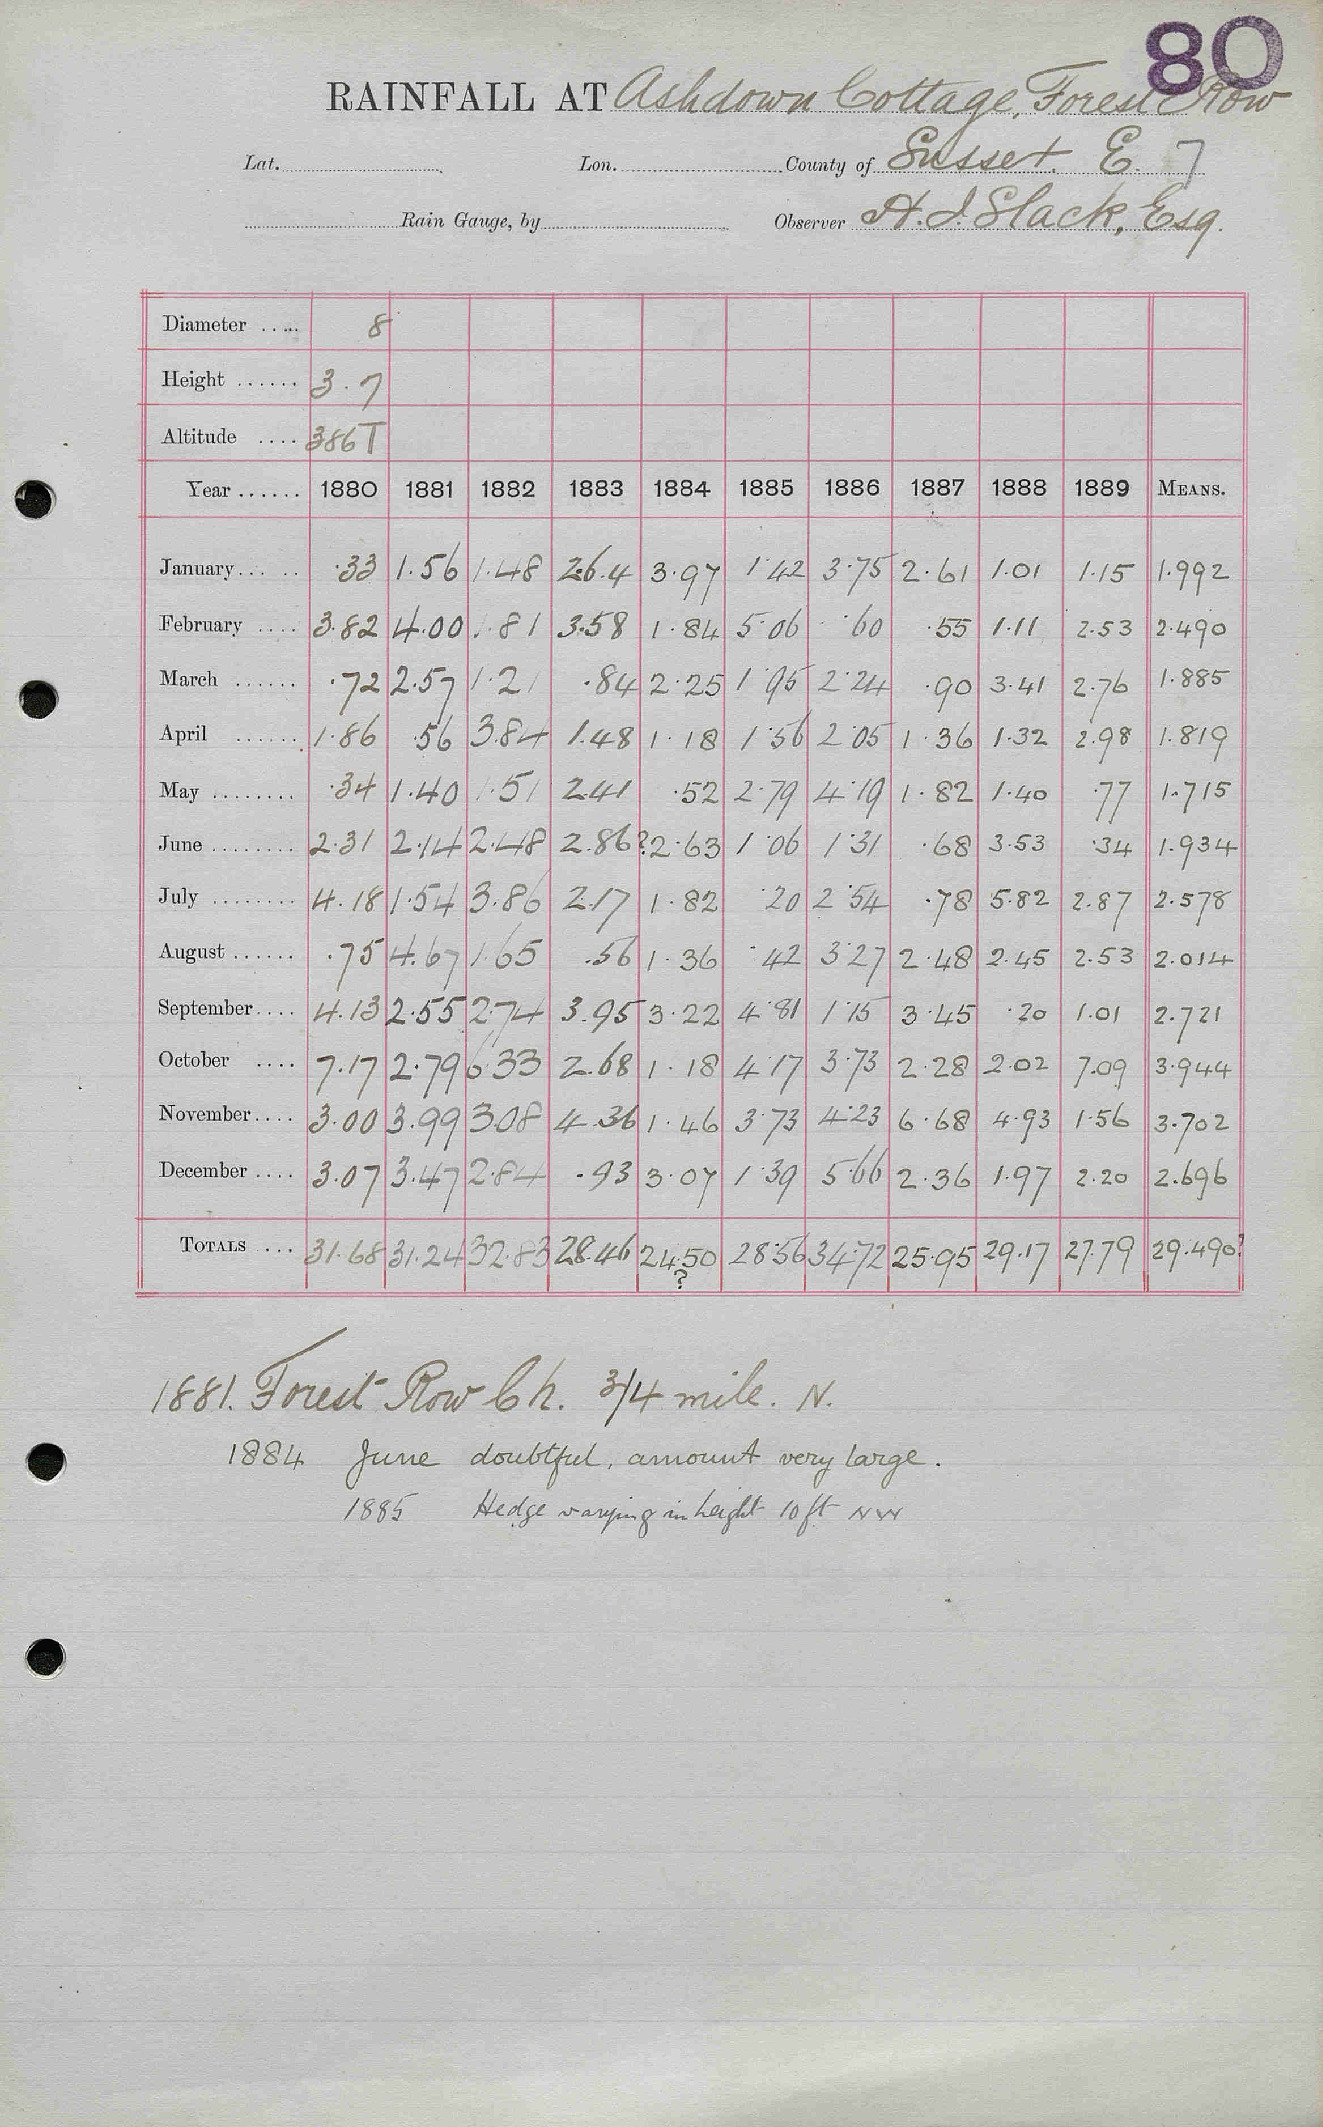 80
RAINFALL AT Ashdown Cottage, Forest Row
Lat. Lon. County of Sussex. E. 7
Rain Gauge, by Observer H. J. Slack, Esq.
Diameter ..... 8
Height ...... 3.7
Altitude .... 386T
Year ...... 1880 1881 1882 1883 1884 1885 1886 1887 1888 1889 MEANS.
January ..... .33 1.56 1.48 26.4 3.97 1.42 3.75 2.61 1.01 1.15 1.992
February .... 3.82 4.00 1.81 3.58 1.84 5.06 .60 .55 1.11 2.53 2.490
March ...... .72 2.57 1.21 .84 2.25 1.95 2.24 .90 3.41 2.76 1.885
April ...... 1.86 .56 3.84 1.48 1.18 1.56 2.05 1.36 1.32 2.98 1.819
May ........ .34 1.40 1.51 2.41 .52 2.79 4.19 1.82 1.40 .77 1.715
June ........ 2.31 2.14 2.48 2.86 ?2.63 1.06 1.31 .68 3.53 .34 1.934
July ........ 4.18 1.54 3.86 2.17 1.82 .20 2.54 .78 5.82 2.87 2.578
August ...... .75 4.67 1.65 .56 1.36 .42 3.27 2.48 2.45 2.53 2.014
September .... 4.13 2.55 2.74 3.95 3.22 4.81 1.15 3.45 .20 1.01 2.721
October .... 7.17 2.79 6.33 2.68 1.18 4.17 3.73 2.28 2.02 7.09 3.944
November .... 3.00 3.99 3.08 4.36 1.46 3.73 4.23 6.68 4.93 1.56 3.702
December .... 3.07 3.47 2.84 .93 3.07 1.39 5.66 2.36 1.97 2.20 2.696
TOTALS ... 31.68 31.24 32.83 28.46 24.50 28.56 34.72 25.95 29.17 27.79 29.490?
?
1881. Forest Row Ch. 3/4 mile. N.
1884 June doubtful, amount very large.
1885 Hedge varying in height 10 ft NW